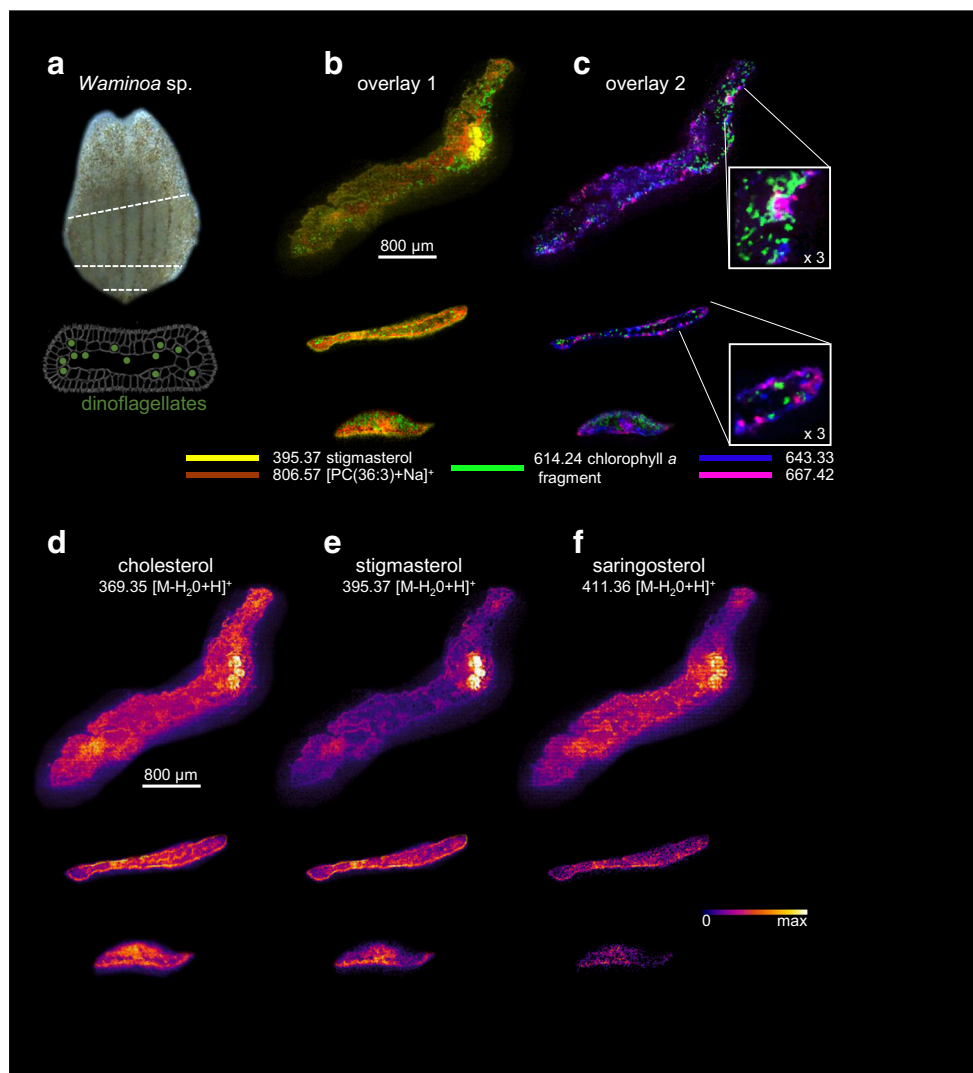 a
b
c
Waminoa sp.
overlay 1
overlay 2
800 µm
x 3
dinoflagellates
x 3
395.37 stigmasterol
806.57 [PC(36:3)+Na]⁺
614.24 chlorophyll a
fragment
643.33
667.42
d
e
f
cholesterol
369.35 [M-H₂0+H]⁺
stigmasterol
395.37 [M-H₂0+H]⁺
saringosterol
411.36 [M-H₂0+H]⁺
800 µm
0
max